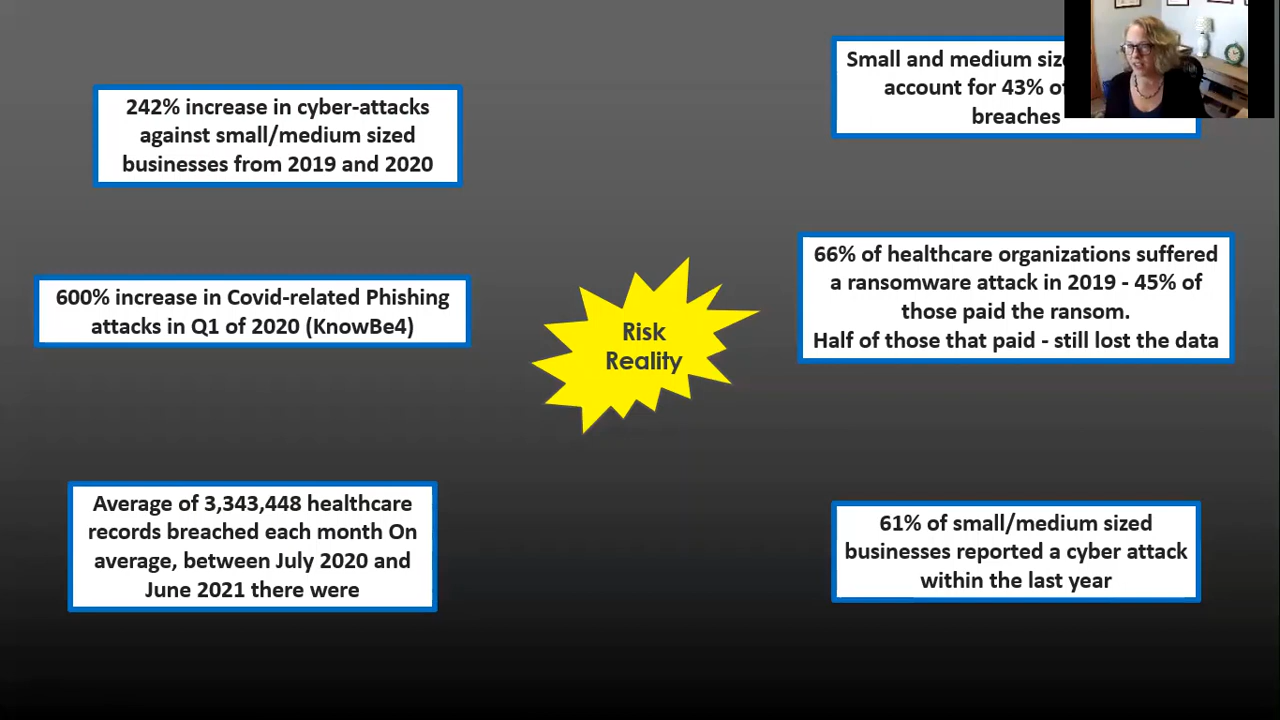 242% increase in cyber-attacks
against small/medium sized
businesses from 2019 and 2020
Small and medium
account for 43%
breaches
600% increase in Covid-related Phishing
attacks in Q1 of 2020 (KnowBe4)
Risk
Reality
66% of healthcare organizations suffered
a ransomware attack in 2019 - 45% of
those paid the ransom.
Half of those that paid - still lost the data
Average of 3,343,448 healthcare
records breached each month On
average, between July 2020 and
June 2021 there were
61% of small/medium sized
businesses reported a cyber attack
within the last year